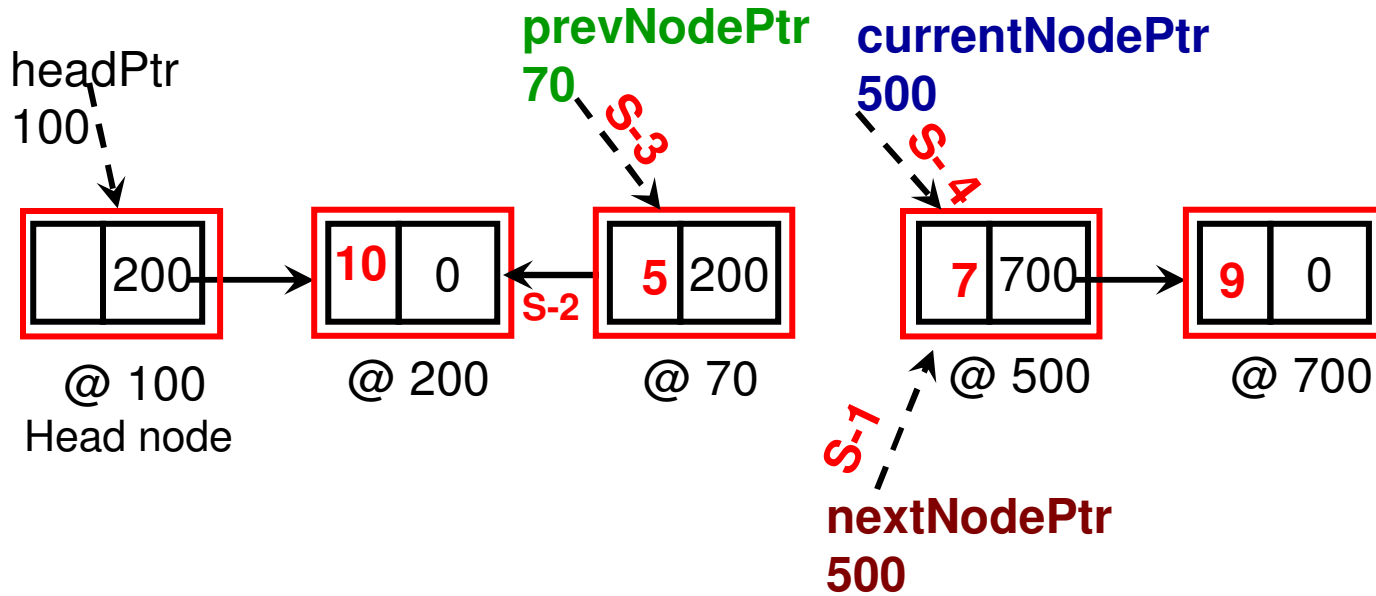 headPtr
100
prevNodePtr
70
currentNodePtr
500
S-3
S- 4
200
10 0
5 200
7 700
9 0
S-2
@ 100
@ 200
@ 70
@ 500
@ 700
Head node
S-1
nextNodePtr
500